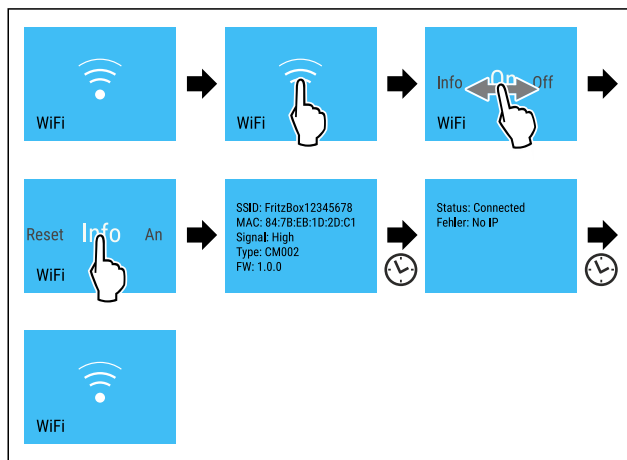 WiFi
WiFi
Info On Off
WiFi
Reset Info An
WiFi
SSID: FritzBox12345678
MAC: 84:7B:EB:1D:2D:C1
Signal: High
Type: CM002
FW: 1.0.0
Status: Connected
Fehler: No IP
WiFi